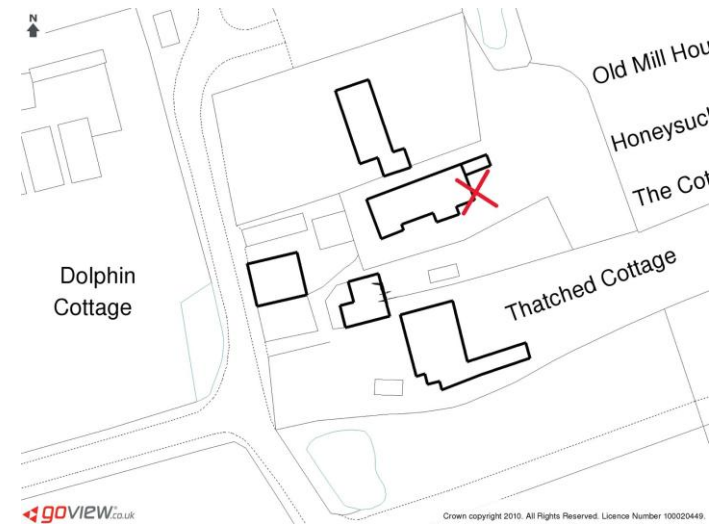 N
Old Mill Hou
Honeysuck
The Cot
Dolphin
Cottage
Thatched Cottage
goview.co.uk
Crown copyright 2010. All Rights Reserved. Licence Number 100020449.